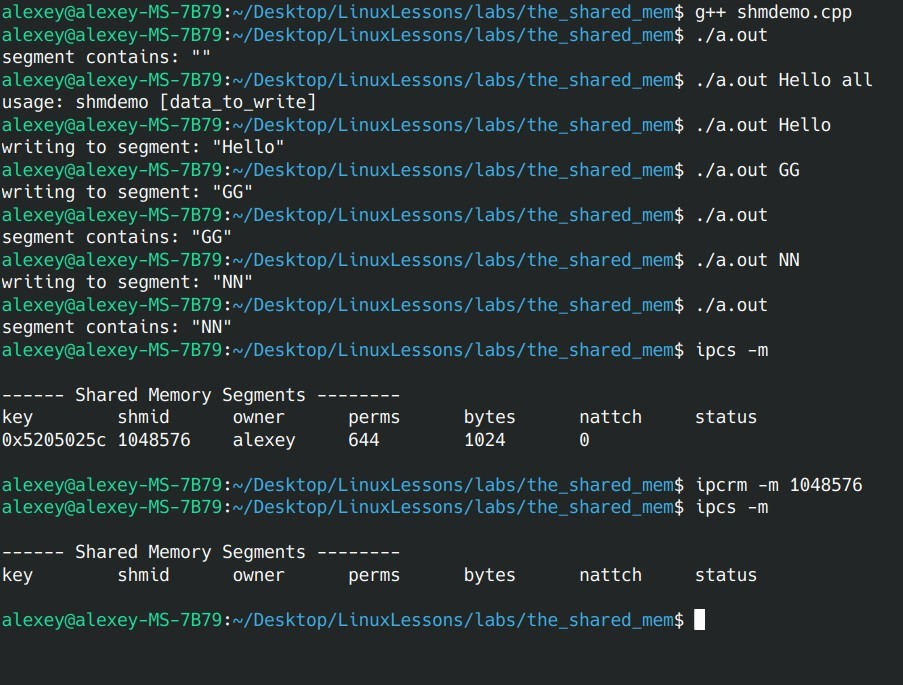 alexey@alexey-MS-7B79:~/Desktop/LinuxLessons/labs/the_shared_mem$ g++ shmdemo.cpp
alexey@alexey-MS-7B79:~/Desktop/LinuxLessons/labs/the_shared_mem$ ./a.out
segment contains: ""
alexey@alexey-MS-7B79:~/Desktop/LinuxLessons/labs/the_shared_mem$ ./a.out Hello all
usage: shmdemo [data_to_write]
alexey@alexey-MS-7B79:~/Desktop/LinuxLessons/labs/the_shared_mem$ ./a.out Hello
writing to segment: "Hello"
alexey@alexey-MS-7B79:~/Desktop/LinuxLessons/labs/the_shared_mem$ ./a.out GG
writing to segment: "GG"
alexey@alexey-MS-7B79:~/Desktop/LinuxLessons/labs/the_shared_mem$ ./a.out
segment contains: "GG"
alexey@alexey-MS-7B79:~/Desktop/LinuxLessons/labs/the_shared_mem$ ./a.out NN
writing to segment: "NN"
alexey@alexey-MS-7B79:~/Desktop/LinuxLessons/labs/the_shared_mem$ ./a.out
segment contains: "NN"
alexey@alexey-MS-7B79:~/Desktop/LinuxLessons/labs/the_shared_mem$ ipcs -m
------ Shared Memory Segments --------
key        shmid      owner      perms      bytes      nattch     status
0x5205025c 1048576    alexey     644        1024       0
alexey@alexey-MS-7B79:~/Desktop/LinuxLessons/labs/the_shared_mem$ ipcrm -m 1048576
alexey@alexey-MS-7B79:~/Desktop/LinuxLessons/labs/the_shared_mem$ ipcs -m
------ Shared Memory Segments --------
key        shmid      owner      perms      bytes      nattch     status
alexey@alexey-MS-7B79:~/Desktop/LinuxLessons/labs/the_shared_mem$